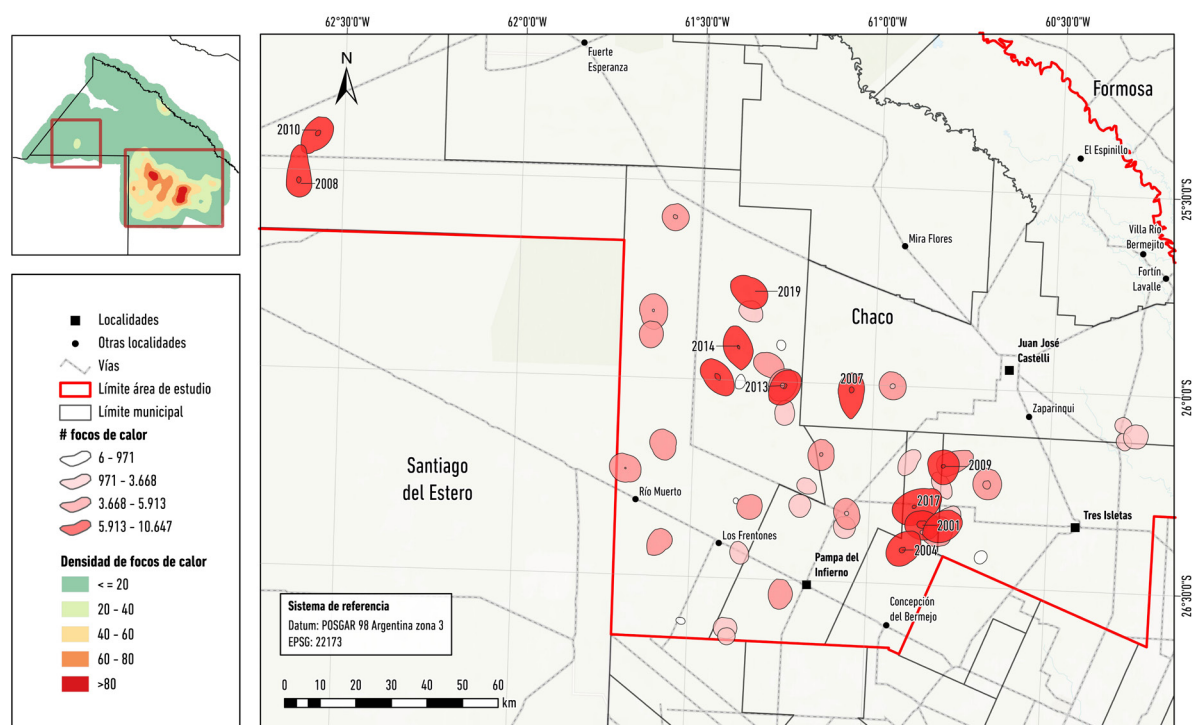 62°30'0"W
62°0'0"W
61°30'0"W
61°0'0"W
60°30'0"W
Fuerte
Esperanza
N
Formosa
2010
El Espinillo
2008
25°30'0"S
Mira Flores
Villa Río
Bermejito
Fortín
Lavalle
2019
Chaco
Localidades
Otras localidades
Vías
Límite área de estudio
Límite municipal
# focos de calor
6 - 971
971 - 3.668
3.668 - 5.913
5.913 - 10.647
Densidad de focos de calor
<= 20
20 - 40
40 - 60
60 - 80
>80
2014
Juan José
Castelli
2013
2007
26°0'0"S
Zaparinqui
Santiago
del Estero
2009
Río Muerto
2017
2001
Tres Isletas
Los Frentones
2004
Pampa del
Infierno
Concepción
del Bermejo
26°30'0"S
Sistema de referencia
Datum: POSGAR 98 Argentina zona 3
EPSG: 22173
0 10 20 30 40 50 60
km